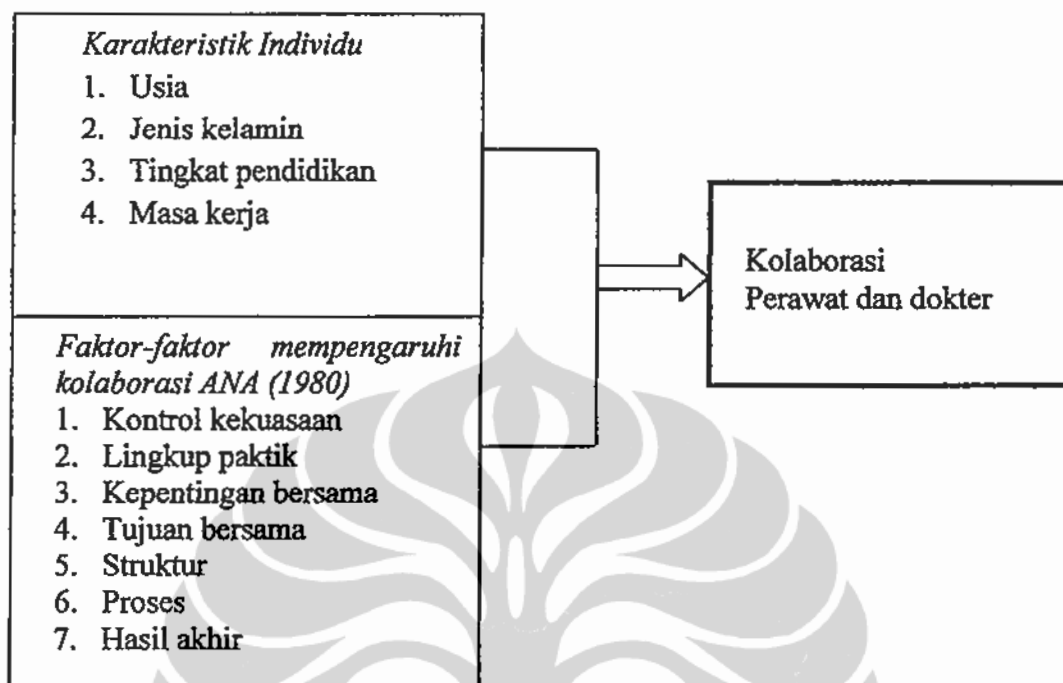 Karakteristik Individu
1. Usia
2. Jenis kelamin
3. Tingkat pendidikan
4. Masa kerja
Faktor-faktor mempengaruhi
kolaborasi ANA (1980)
1. Kontrol kekuasaan
2. Lingkup paktik
3. Kepentingan bersama
4. Tujuan bersama
5. Struktur
6. Proses
7. Hasil akhir
Kolaborasi
Perawat dan dokter